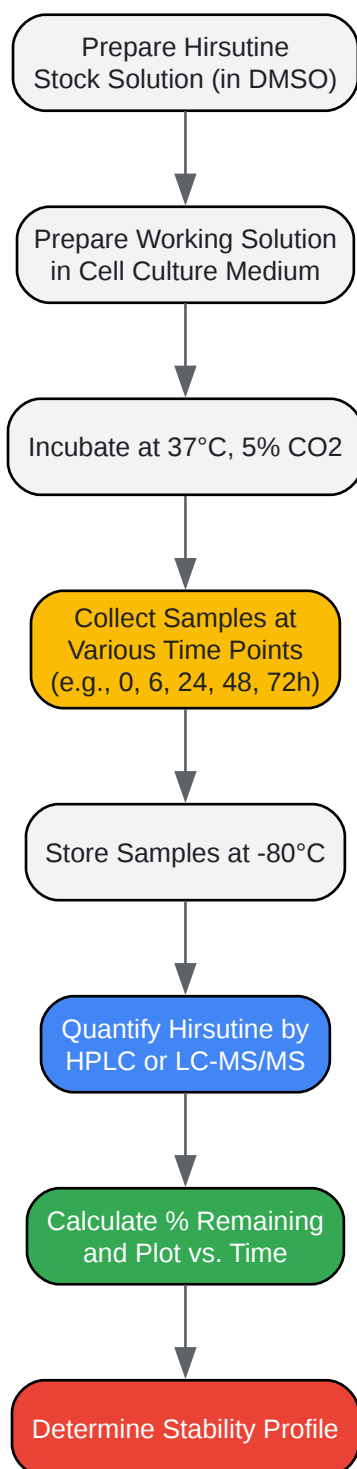 Prepare Hirsutine
Stock Solution (in DMSO)
Prepare Working Solution
in Cell Culture Medium
Incubate at 37°C, 5% CO2
Collect Samples at
Various Time Points
(e.g., 0, 6, 24, 48, 72h)
Store Samples at -80°C
Quantify Hirsutine by
HPLC or LC-MS/MS
Calculate % Remaining
and Plot vs. Time
Determine Stability Profile